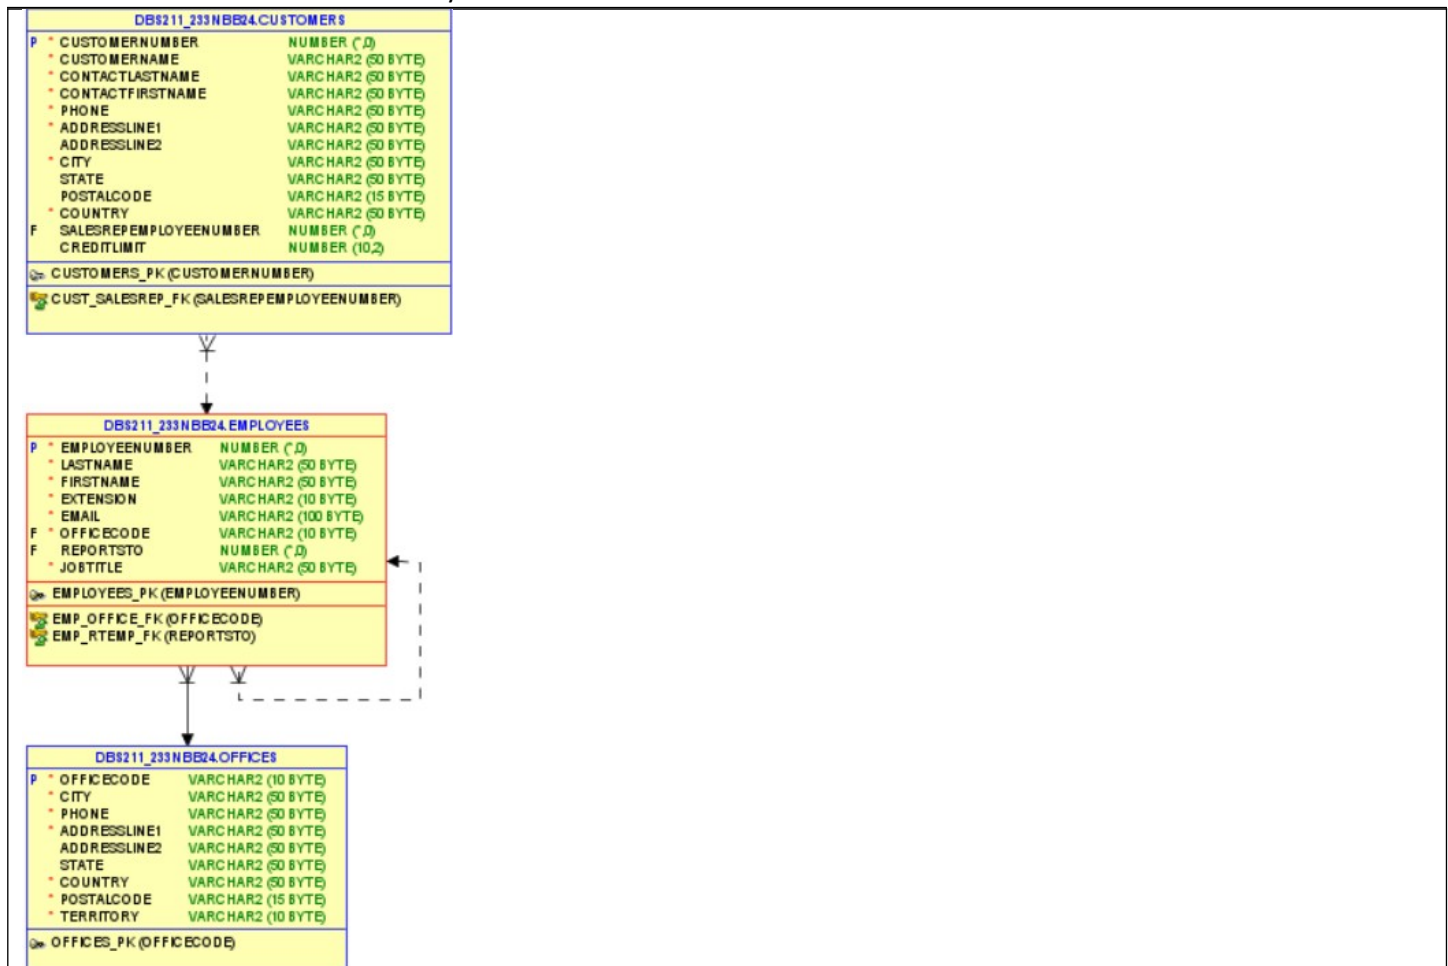 DBS211_233NBB24.CUSTOMERS
P * CUSTOMERNUMBER NUMBER (*,0)
* CUSTOMERNAME VARCHAR2 (50 BYTE)
* CONTACTLASTNAME VARCHAR2 (50 BYTE)
* CONTACTFIRSTNAME VARCHAR2 (50 BYTE)
* PHONE VARCHAR2 (50 BYTE)
* ADDRESSLINE1 VARCHAR2 (50 BYTE)
ADDRESSLINE2 VARCHAR2 (50 BYTE)
* CITY VARCHAR2 (50 BYTE)
STATE VARCHAR2 (50 BYTE)
POSTALCODE VARCHAR2 (15 BYTE)
* COUNTRY VARCHAR2 (50 BYTE)
F SALESREPEMPLOYEENUMBER NUMBER (*,0)
CREDITLIMIT NUMBER (10,2)
CUSTOMERS_PK (CUSTOMERNUMBER)
CUST_SALESREP_FK (SALESREPEMPLOYEENUMBER)
DBS211_233NBB24.EMPLOYEES
P * EMPLOYEENUMBER NUMBER (*,0)
* LASTNAME VARCHAR2 (50 BYTE)
* FIRSTNAME VARCHAR2 (50 BYTE)
* EXTENSION VARCHAR2 (10 BYTE)
* EMAIL VARCHAR2 (100 BYTE)
F * OFFICECODE VARCHAR2 (10 BYTE)
F REPORTSTO NUMBER (*,0)
* JOBTITLE VARCHAR2 (50 BYTE)
EMPLOYEES_PK (EMPLOYEENUMBER)
EMP_OFFICE_FK (OFFICECODE)
EMP_RTEMP_FK (REPORTSTO)
DBS211_233NBB24.OFFICES
P * OFFICECODE VARCHAR2 (10 BYTE)
* CITY VARCHAR2 (50 BYTE)
* PHONE VARCHAR2 (50 BYTE)
* ADDRESSLINE1 VARCHAR2 (50 BYTE)
ADDRESSLINE2 VARCHAR2 (50 BYTE)
STATE VARCHAR2 (50 BYTE)
* COUNTRY VARCHAR2 (50 BYTE)
* POSTALCODE VARCHAR2 (15 BYTE)
* TERRITORY VARCHAR2 (10 BYTE)
OFFICES_PK (OFFICECODE)